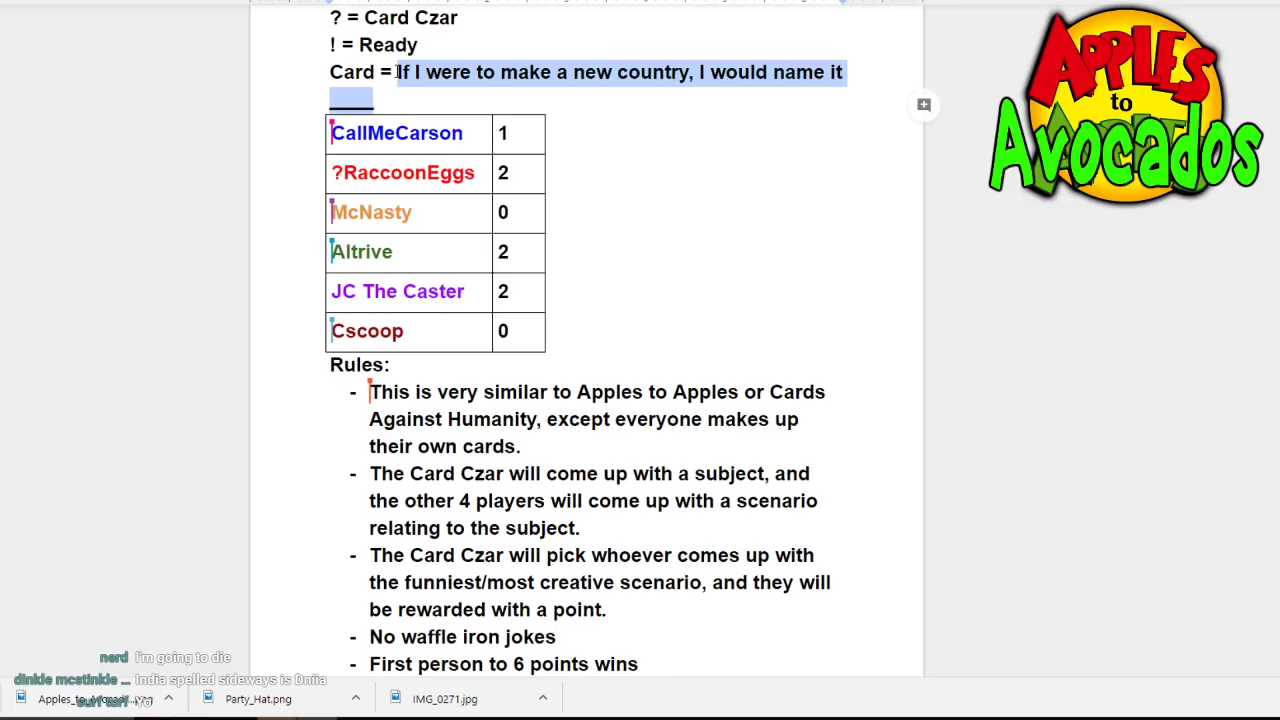 ? = Card Czar
! = Ready
Card = If I were to make a new country, I would name it
____
CallMeCarson 1
?RaccoonEggs 2
McNasty 0
Altrive 2
JC The Caster 2
Cscoop 0
Rules:
- This is very similar to Apples to Apples or Cards
Against Humanity, except everyone makes up
their own cards.
- The Card Czar will come up with a subject, and
the other 4 players will come up with a scenario
relating to the subject.
- The Card Czar will pick whoever comes up with
the funniest/most creative scenario, and they will
be rewarded with a point.
- No waffle iron jokes
- First person to 6 points wins
APPLES
to
Avocados
nerd I'm going to die
dinkle mcstinkle ... India spelled sideways is Dniia
surf turf Yo
Party_Hat.png
IMG_0271.jpg